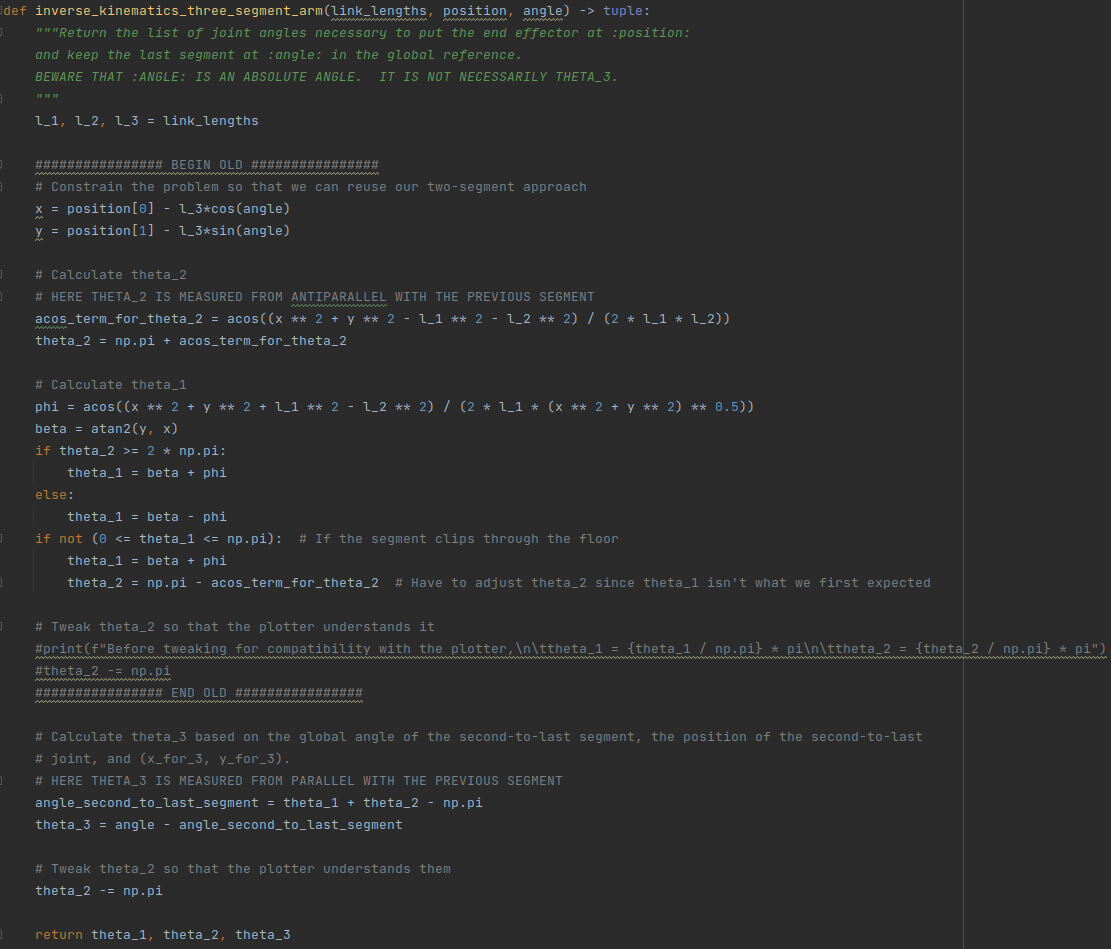 def inverse_kinematics_three_segment_arm(link_lengths, position, angle) -> tuple:
    """Return the list of joint angles necessary to put the end effector at :position:
    and keep the last segment at :angle: in the global reference.
    BEWARE THAT :ANGLE: IS AN ABSOLUTE ANGLE.  IT IS NOT NECESSARILY THETA_3.
    """
    l_1, l_2, l_3 = link_lengths

    ################ BEGIN OLD ################
    # Constrain the problem so that we can reuse our two-segment approach
    x = position[0] - l_3*cos(angle)
    y = position[1] - l_3*sin(angle)

    # Calculate theta_2
    # HERE THETA_2 IS MEASURED FROM ANTIPARALLEL WITH THE PREVIOUS SEGMENT
    acos_term_for_theta_2 = acos((x ** 2 + y ** 2 - l_1 ** 2 - l_2 ** 2) / (2 * l_1 * l_2))
    theta_2 = np.pi + acos_term_for_theta_2

    # Calculate theta_1
    phi = acos((x ** 2 + y ** 2 + l_1 ** 2 - l_2 ** 2) / (2 * l_1 * (x ** 2 + y ** 2) ** 0.5))
    beta = atan2(y, x)
    if theta_2 >= 2 * np.pi:
        theta_1 = beta + phi
    else:
        theta_1 = beta - phi
    if not (0 <= theta_1 <= np.pi):  # If the segment clips through the floor
        theta_1 = beta + phi
        theta_2 = np.pi - acos_term_for_theta_2  # Have to adjust theta_2 since theta_1 isn't what we first expected

    # Tweak theta_2 so that the plotter understands it
    #print(f"Before tweaking for compatibility with the plotter,\n\ttheta_1 = {theta_1 / np.pi} * pi\n\ttheta_2 = {theta_2 / np.pi} * pi")
    #theta_2 -= np.pi
    ################ END OLD ################

    # Calculate theta_3 based on the global angle of the second-to-last segment, the position of the second-to-last
    # joint, and (x_for_3, y_for_3).
    # HERE THETA_3 IS MEASURED FROM PARALLEL WITH THE PREVIOUS SEGMENT
    angle_second_to_last_segment = theta_1 + theta_2 - np.pi
    theta_3 = angle - angle_second_to_last_segment

    # Tweak theta_2 so that the plotter understands them
    theta_2 -= np.pi

    return theta_1, theta_2, theta_3